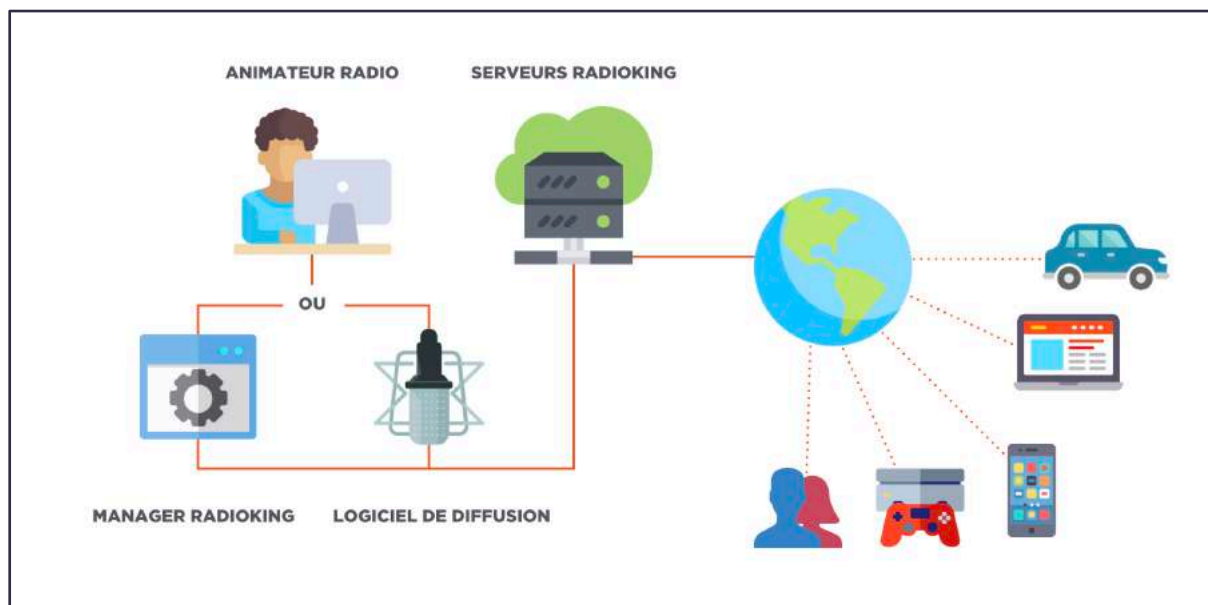 ANIMATEUR RADIO
SERVEURS RADIOKING
OU
MANAGER RADIOKING
LOGICIEL DE DIFFUSION